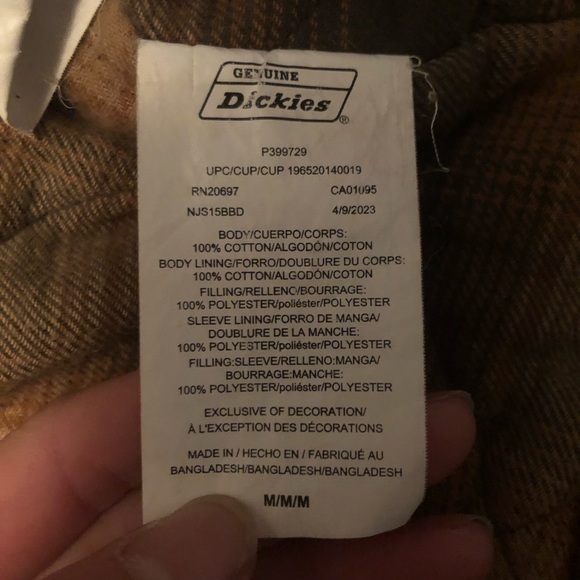 GENUINE
Dickies®
P399729
UPC/CUP/CUP 196520140019
RN20697 CA01095
NJS15BBD 4/9/2023
BODY/CUERPO/CORPS:
100% COTTON/ALGODÓN/COTON
BODY LINING/FORRO/DOUBLURE DU CORPS:
100% COTTON/ALGODÓN/COTON
FILLING/RELLENO/BOURRAGE:
100% POLYESTER/poliéster/POLYESTER
SLEEVE LINING/FORRO DE MANGA/
DOUBLURE DE LA MANCHE:
100% POLYESTER/poliéster/POLYESTER
FILLING:SLEEVE/RELLENO:MANGA/
BOURRAGE:MANCHE:
100% POLYESTER/poliéster/POLYESTER
EXCLUSIVE OF DECORATION/
À L'EXCEPTION DES DÉCORATIONS
MADE IN / HECHO EN / FABRIQUÉ AU
BANGLADESH/BANGLADESH/BANGLADESH
M/M/M